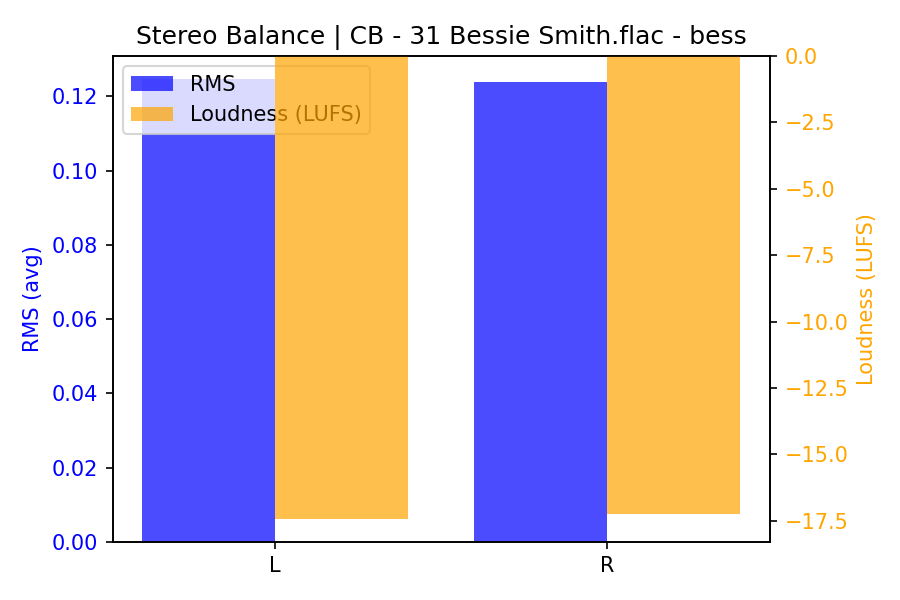 Stereo Balance | CB - 31 Bessie Smith.flac - bess
RMS
Loudness (LUFS)
RMS (avg)
0.12
0.10
0.08
0.06
0.04
0.02
0.00
0.0
−2.5
−5.0
−7.5
−10.0
−12.5
−15.0
−17.5
Loudness (LUFS)
L
R